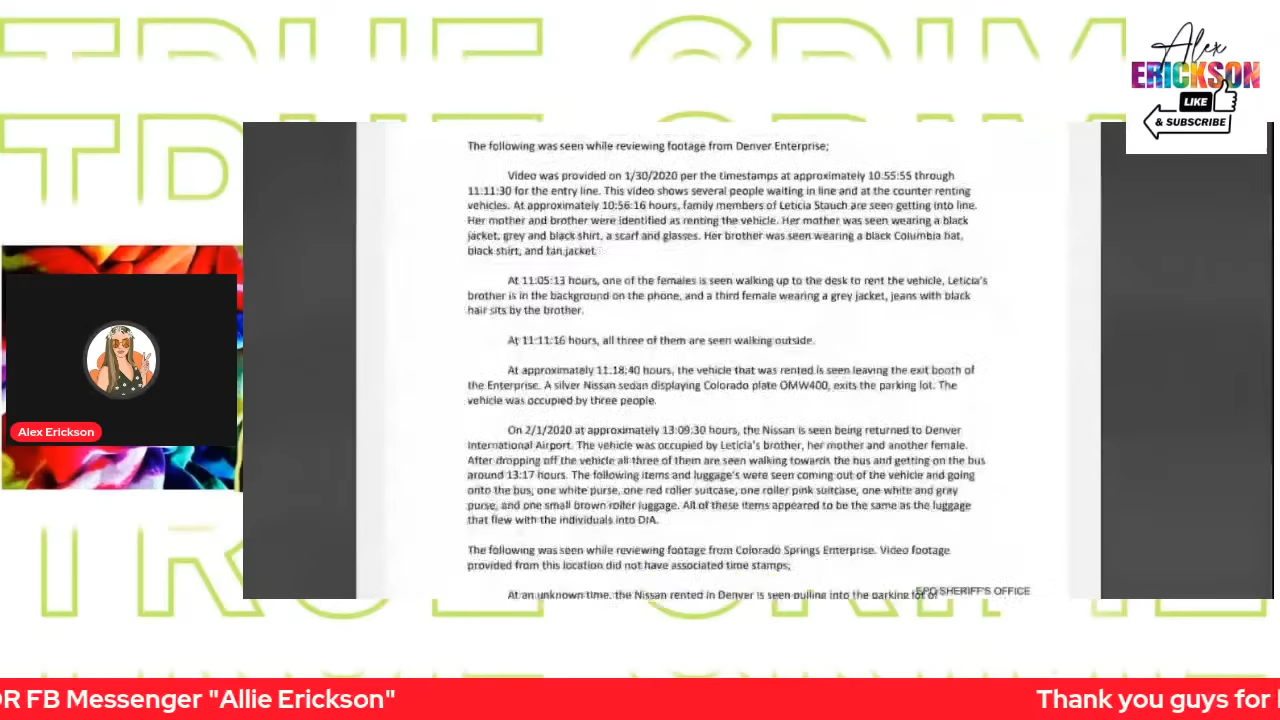 TRUE CRIM
TRUE CRIM
Alex
ERICKSON
LIKE
& SUBSCRIBE
The following was seen while reviewing footage from Denver Enterprise;
Video was provided on 1/30/2020 per the timestamps at approximately 10:55:55 through
11:11:30 for the entry line. This video shows several people waiting in line and at the counter renting
vehicles. At approximately 10:56:16 hours, family members of Leticia Stauch are seen getting into line.
Her mother and brother were identified as renting the vehicle. Her mother was seen wearing a black
jacket, grey and black shirt, a scarf and glasses. Her brother was seen wearing a black Columbia hat,
black shirt, and tan jacket.
At 11:05:13 hours, one of the females is seen walking up to the desk to rent the vehicle, Leticia's
brother is in the background on the phone, and a third female wearing a grey jacket, jeans with black
hair sits by the brother.
At 11:11:16 hours, all three of them are seen walking outside.
At approximately 11:18:40 hours, the vehicle that was rented is seen leaving the exit booth of
the Enterprise. A silver Nissan sedan displaying Colorado plate OMW400, exits the parking lot. The
vehicle was occupied by three people.
On 2/1/2020 at approximately 13:09:30 hours, the Nissan is seen being returned to Denver
International Airport. The vehicle was occupied by Leticia's brother, her mother and another female.
After dropping off the vehicle all three of them are seen walking towards the bus and getting on the bus
around 13:17 hours. The following items and luggage's were seen coming out of the vehicle and going
onto the bus, one white purse, one red roller suitcase, one roller pink suitcase, one white and gray
purse, and one small brown roller luggage. All of these items appeared to be the same as the luggage
that flew with the individuals into DIA.
The following was seen while reviewing footage from Colorado Springs Enterprise. Video footage
provided from this location did not have associated time stamps;
At an unknown time, the Nissan rented in Denver is seen pulling into the parking lot of
EPC SHERIFF'S OFFICE
Alex Erickson
TRUE CRIME
OR FB Messenger "Allie Erickson"
Thank you guys for